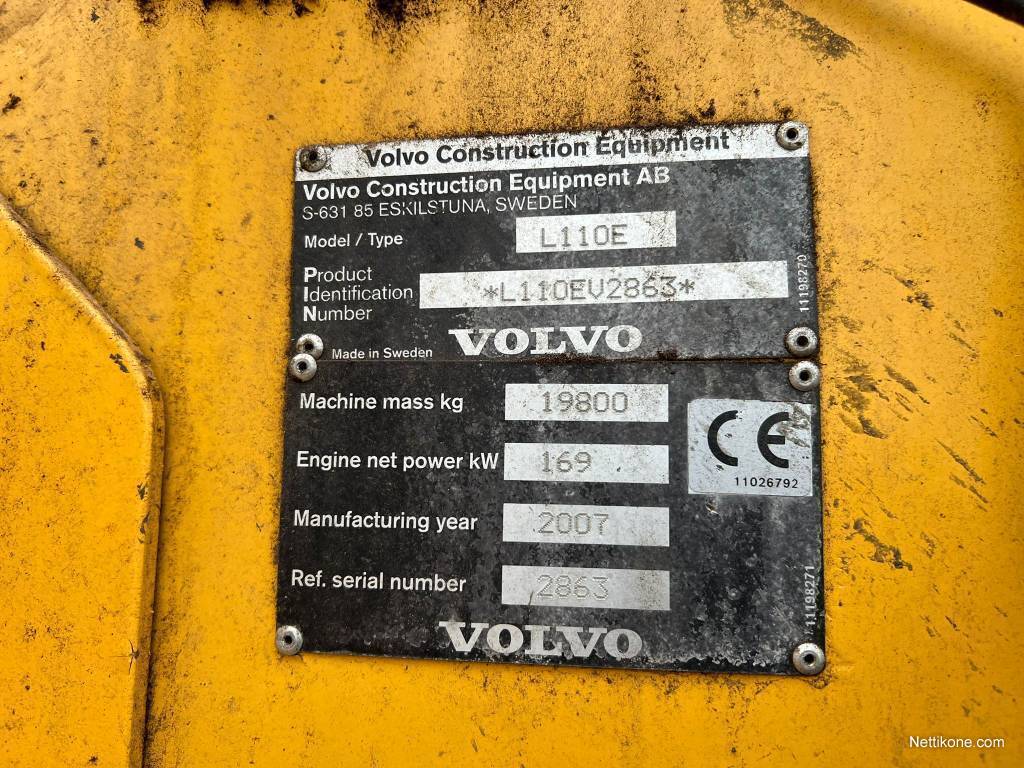 Volvo Construction Equipment
Volvo Construction Equipment AB
S-631 85 ESKILSTUNA, SWEDEN
Model / Type L110E
Product
Identification *L110EV2863*
Number
11198270
Made in Sweden VOLVO
Machine mass kg 19800
CE
Engine net power kW 169
11026792
Manufacturing year 2007
Ref. serial number 2863
11198271
VOLVO
Nettikone.com